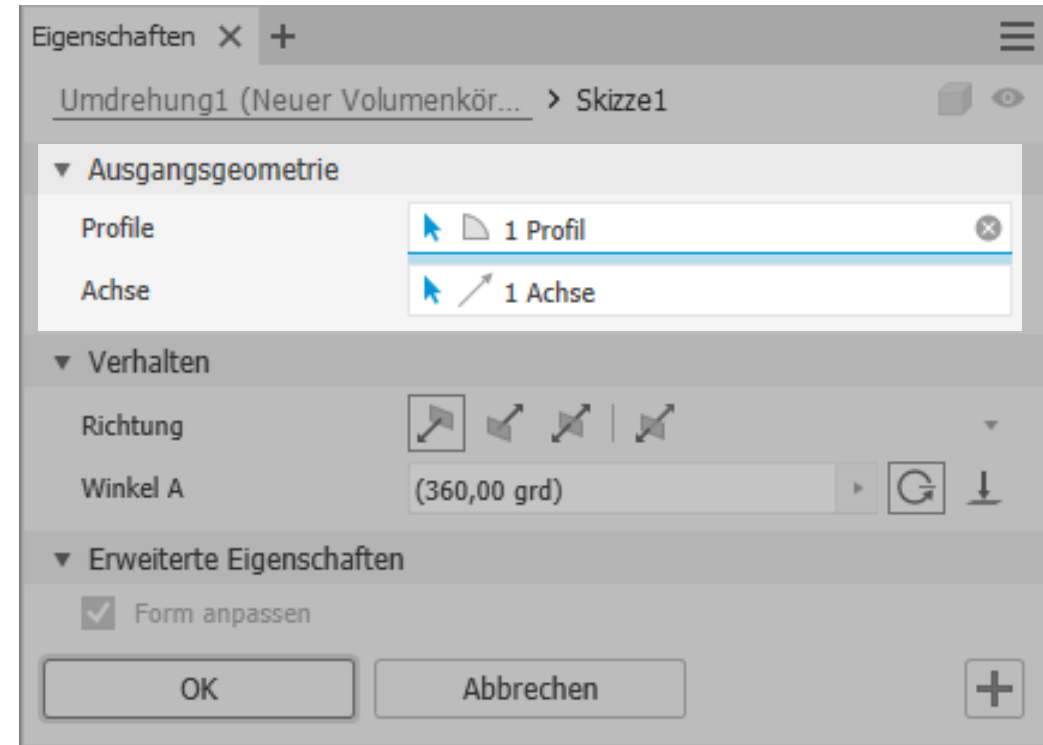 Eigenschaften
Umdrehung1 (Neuer Volumenkör... > Skizze1
Ausgangsgeometrie
Profile 1 Profil
Achse 1 Achse
Verhalten
Richtung
Winkel A (360,00 grd)
Erweiterte Eigenschaften
Form anpassen
OK Abbrechen